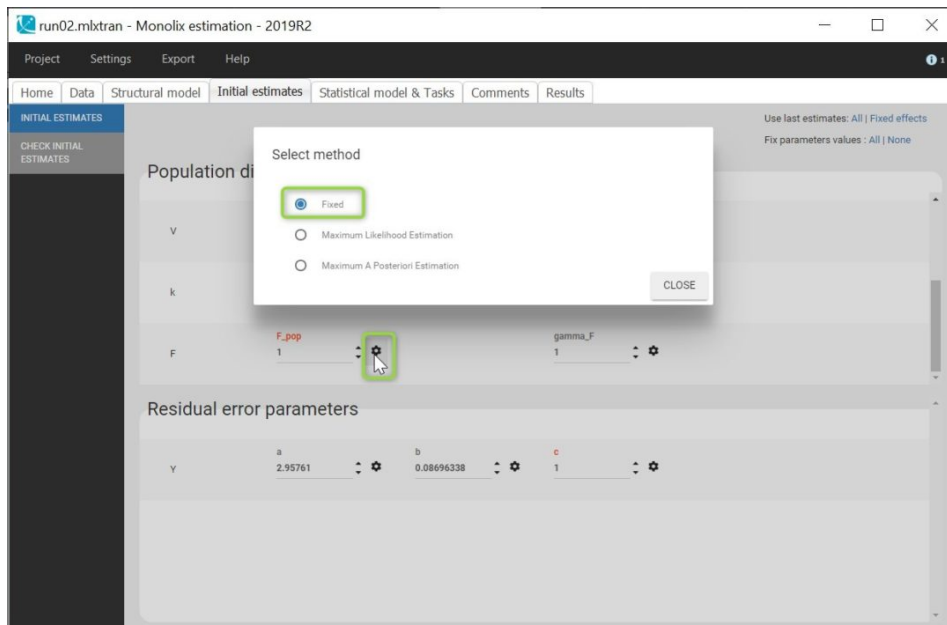 run02.mlxtran - Monolix estimation - 2019R2
Project Settings Export Help 1
Home Data Structural model Initial estimates Statistical model & Tasks Comments Results
INITIAL ESTIMATES
CHECK INITIAL
ESTIMATES
Use last estimates: All | Fixed effects
Fix parameters values : All | None
Select method
Population di
Fixed
V
Maximum Likelihood Estimation
Maximum A Posteriori Estimation
CLOSE
k
F_pop gamma_F
F 1 1
Residual error parameters
a b c
Y 2.95761 0.08696338 1